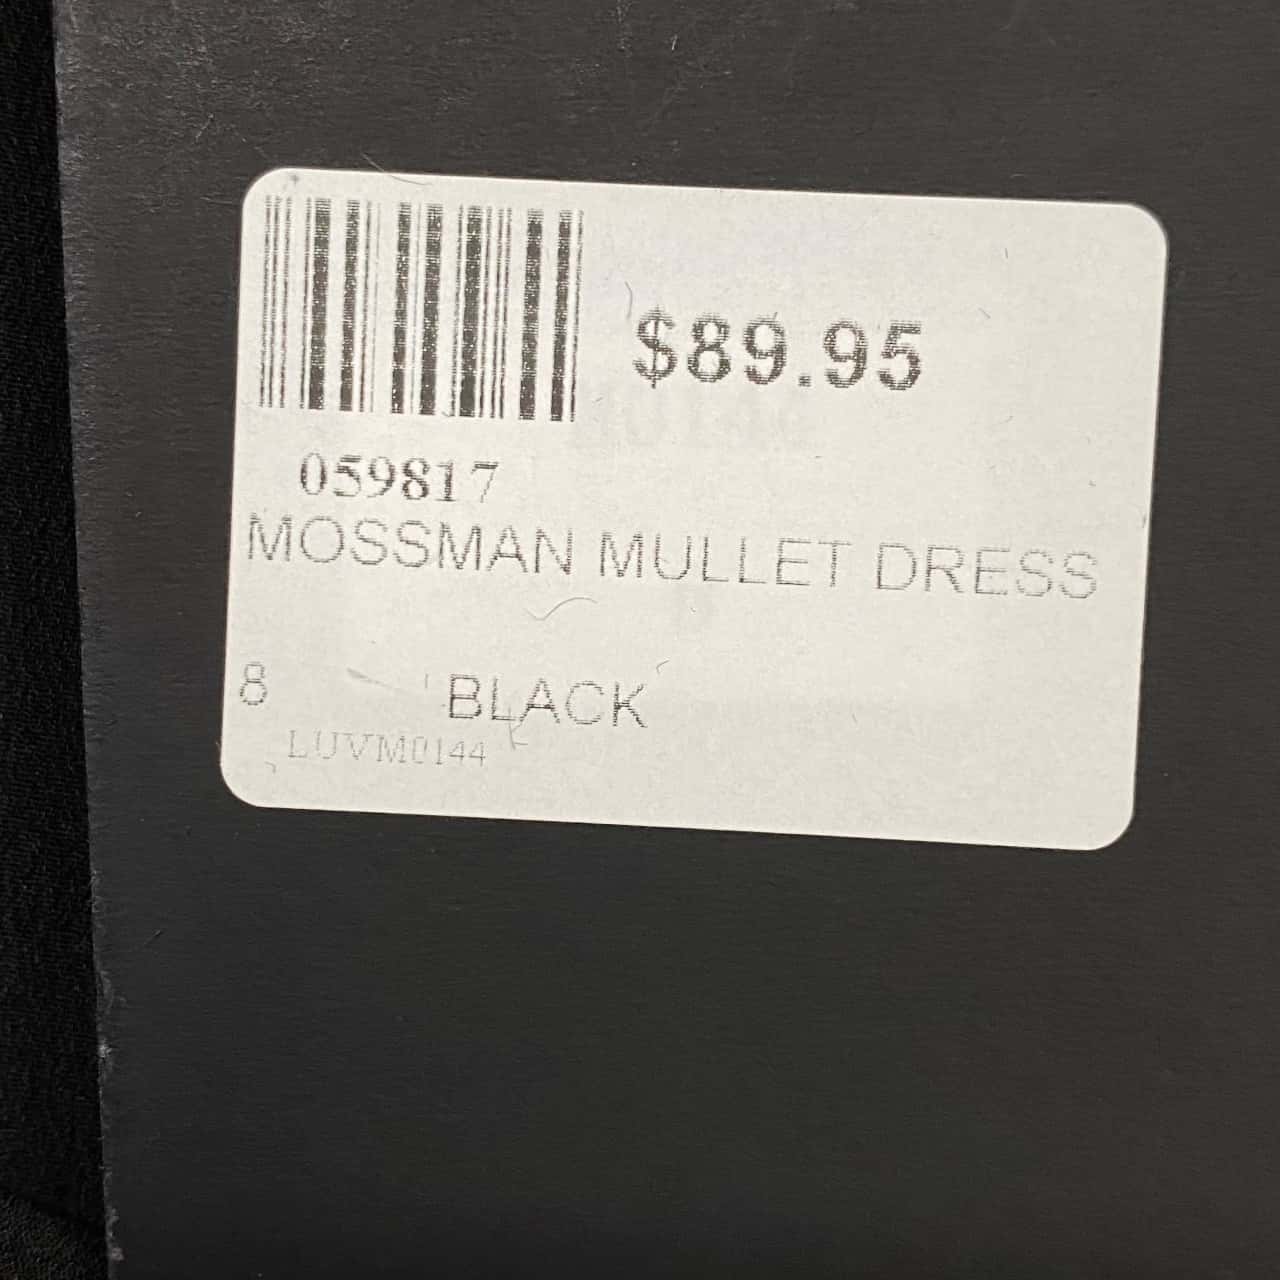 $89.95
059817
MOSSMAN MULLET DRESS
8 BLACK
LUVM0144